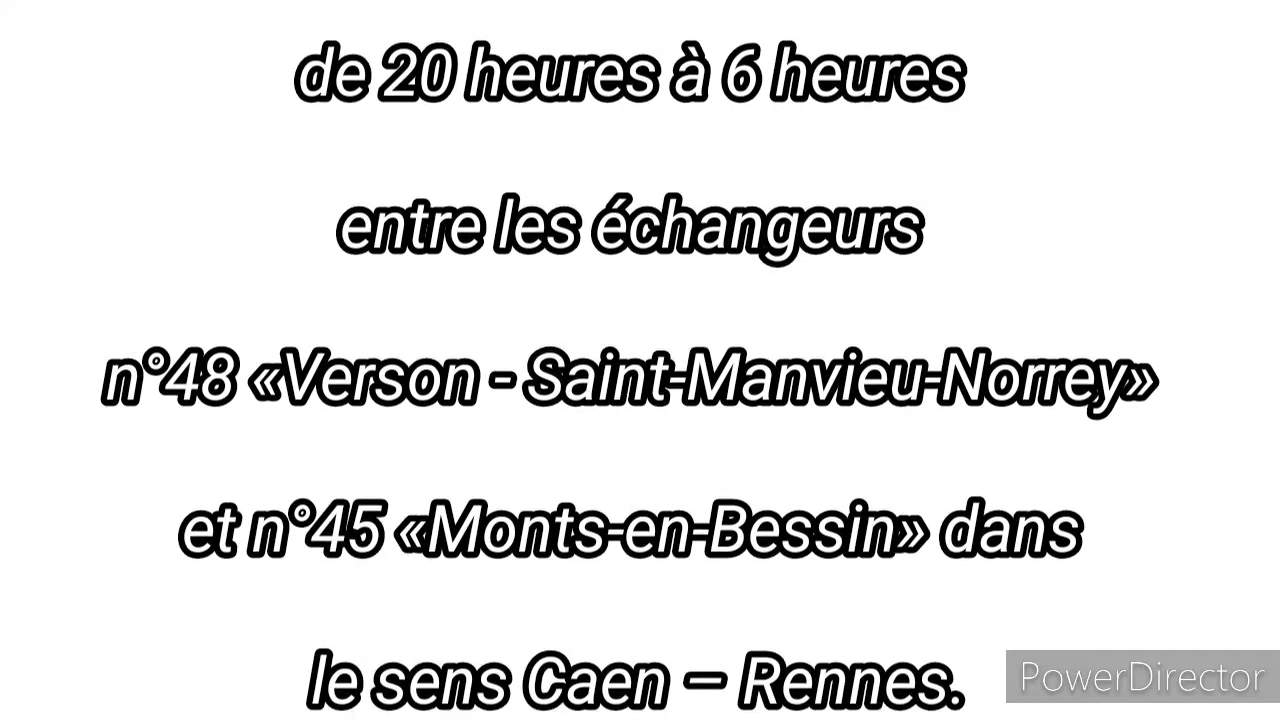 de 20 heures à 6 heures
entre les échangeurs
n°48 «Verson - Saint-Manvieu-Norrey»
et n°45 «Monts-en-Bessin» dans
le sens Caen – Rennes.
PowerDirector